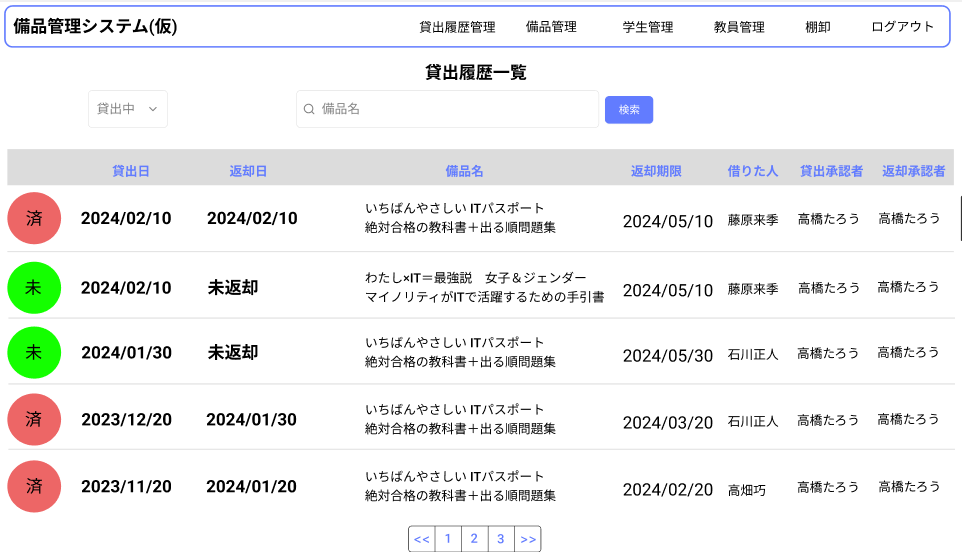 備品管理システム(仮) 貸出履歴管理 備品管理 学生管理 教員管理 棚卸 ログアウト
貸出履歴一覧
貸出中 備品名 検索
貸出日 返却日 備品名 返却期限 借りた人 貸出承認者 返却承認者
済 2024/02/10 2024/02/10 いちばんやさしい ITパスポート
絶対合格の教科書＋出る順問題集 2024/05/10 藤原来季 高橋たろう 高橋たろう
未 2024/02/10 未返却 わたし×IT＝最強説　女子＆ジェンダー
マイノリティがITで活躍するための手引書 2024/05/10 藤原来季 高橋たろう 高橋たろう
未 2024/01/30 未返却 いちばんやさしい ITパスポート
絶対合格の教科書＋出る順問題集 2024/05/30 石川正人 高橋たろう 高橋たろう
済 2023/12/20 2024/01/30 いちばんやさしい ITパスポート
絶対合格の教科書＋出る順問題集 2024/03/20 石川正人 高橋たろう 高橋たろう
済 2023/11/20 2024/01/20 いちばんやさしい ITパスポート
絶対合格の教科書＋出る順問題集 2024/02/20 高畑巧 高橋たろう 高橋たろう
<< 1 2 3 >>